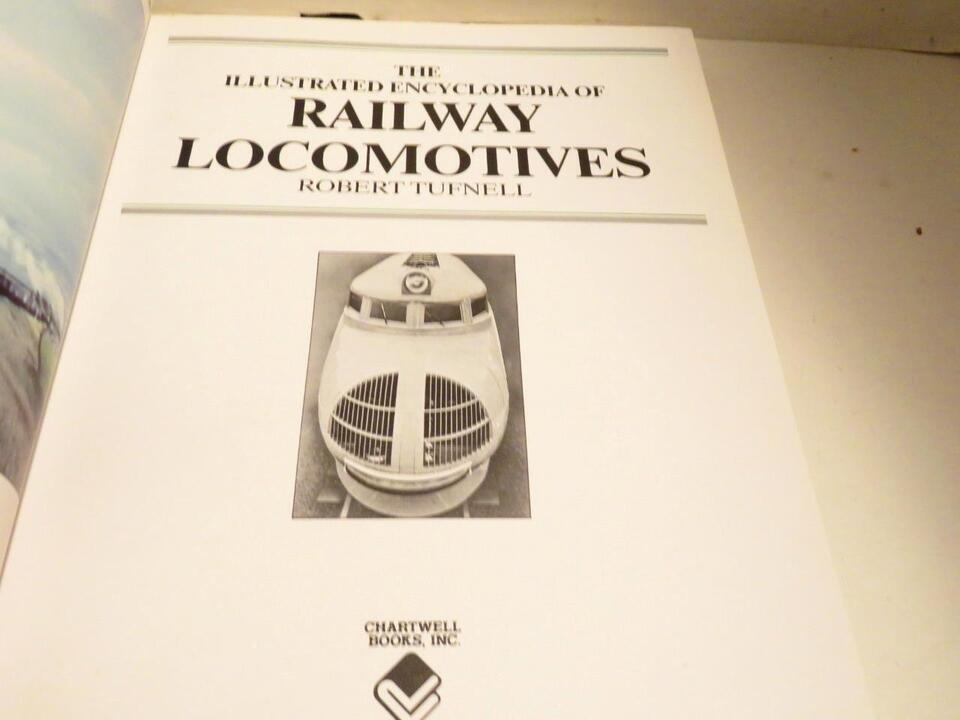 THE
ILLUSTRATED ENCYCLOPEDIA OF
RAILWAY
LOCOMOTIVES
ROBERT TUFNELL
CHARTWELL
BOOKS, INC.